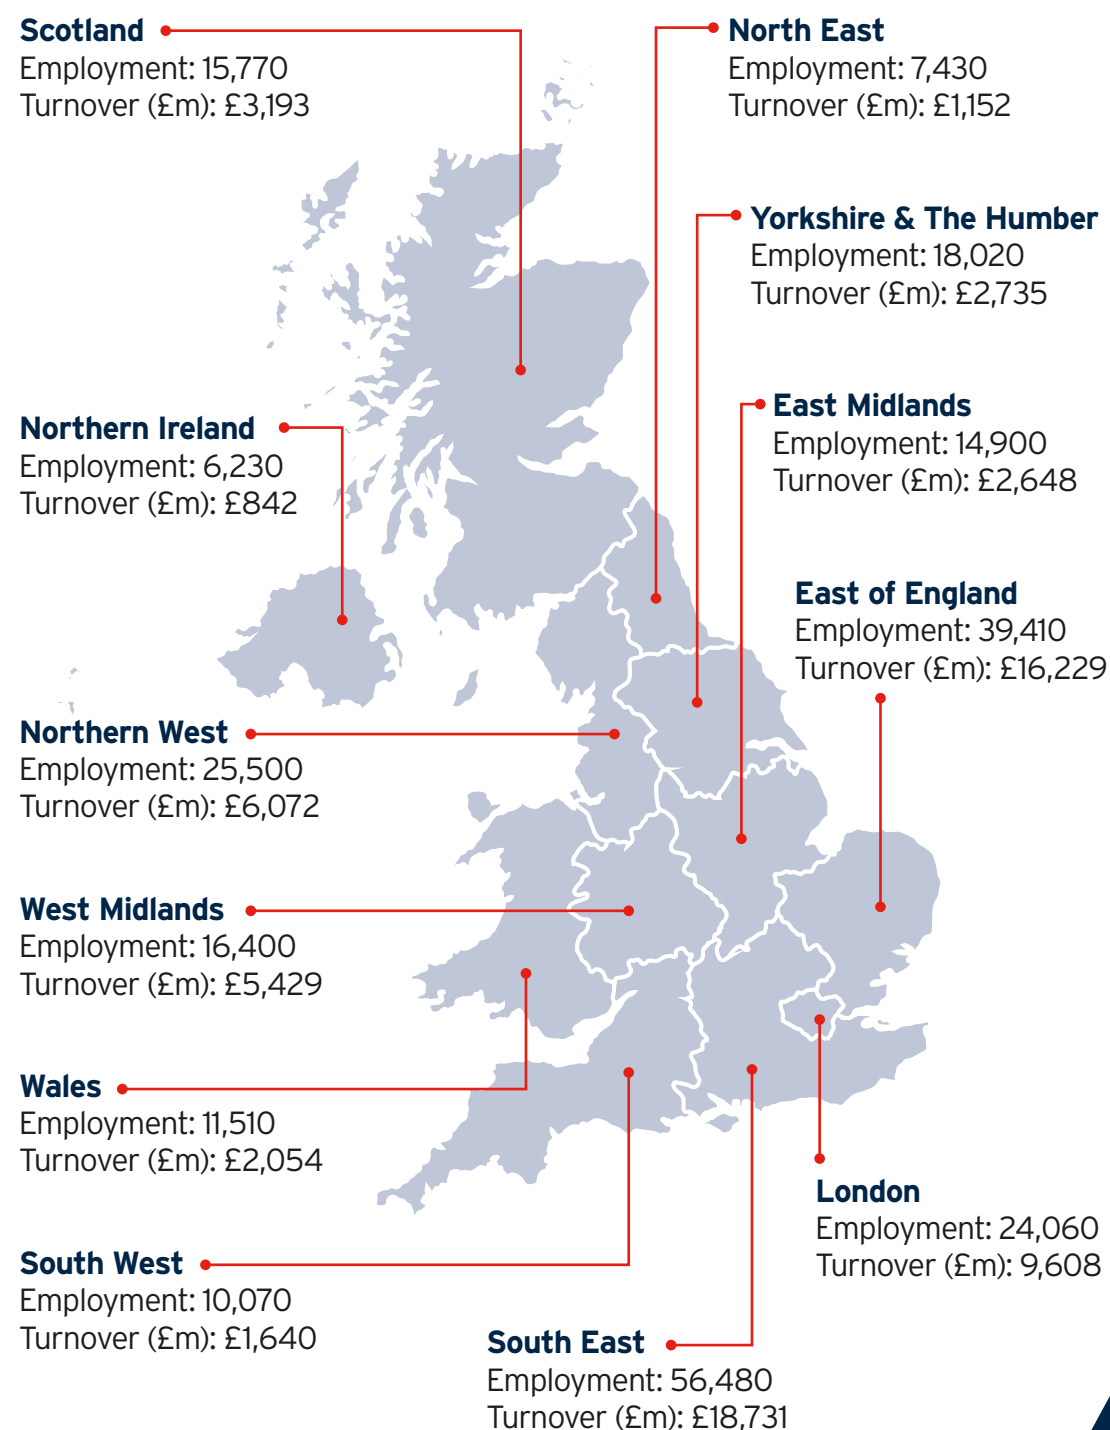 Scotland
Employment: 15,770
Turnover (£m): £3,193
North East
Employment: 7,430
Turnover (£m): £1,152
Yorkshire & The Humber
Employment: 18,020
Turnover (£m): £2,735
East Midlands
Employment: 14,900
Turnover (£m): £2,648
Northern Ireland
Employment: 6,230
Turnover (£m): £842
East of England
Employment: 39,410
Turnover (£m): £16,229
Northern West
Employment: 25,500
Turnover (£m): £6,072
West Midlands
Employment: 16,400
Turnover (£m): £5,429
Wales
Employment: 11,510
Turnover (£m): £2,054
London
Employment: 24,060
Turnover (£m): 9,608
South West
Employment: 10,070
Turnover (£m): £1,640
South East
Employment: 56,480
Turnover (£m): £18,731